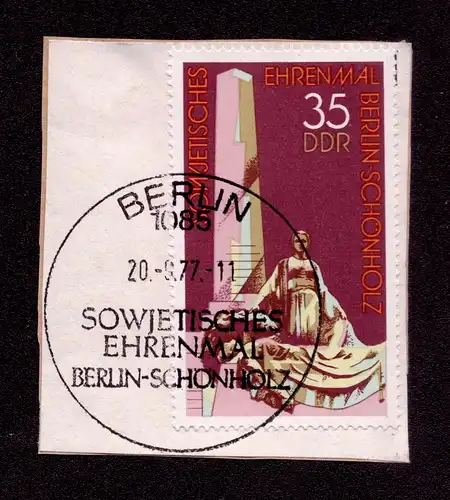 SOWJETISCHES EHRENMAL BERLIN-SCHÖNHOLZ
35
DDR
BERLIN
1085
20.-9.77.-11
SOWJETISCHES
EHRENMAL
BERLIN-SCHÖNHOLZ